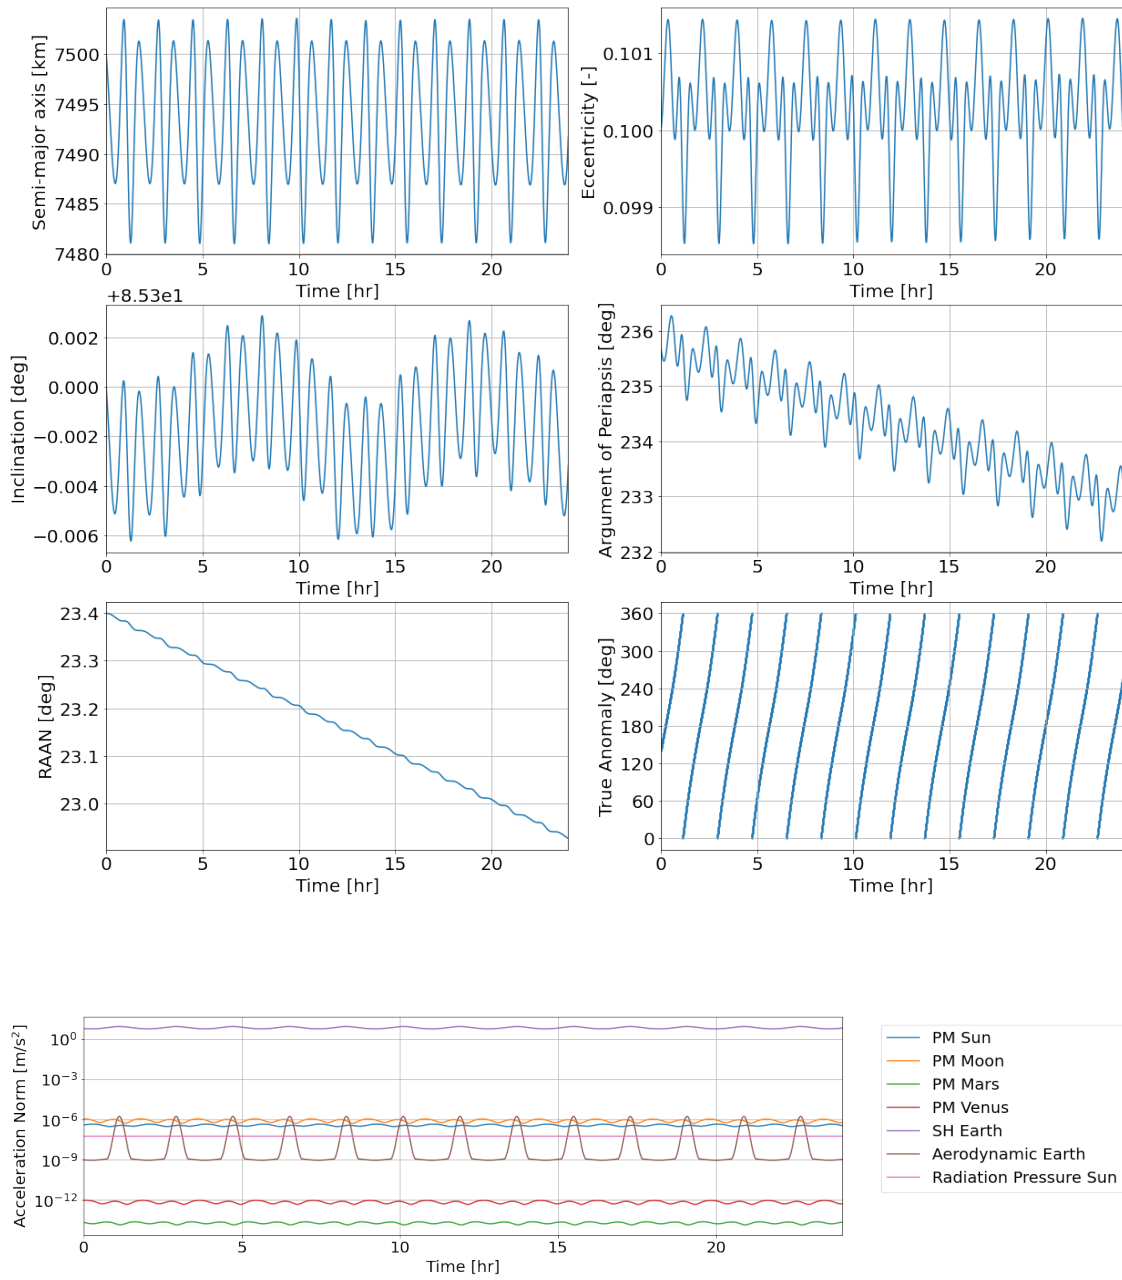 Semi-major axis [km]
7500
7495
7490
7485
7480
0 5 10 15 20
Time [hr]
Eccentricity [-]
0.101
0.100
0.099
0 5 10 15 20
Time [hr]
+8.53e1
Inclination [deg]
0.002
0.000
−0.002
−0.004
−0.006
0 5 10 15 20
Time [hr]
Argument of Periapsis [deg]
236
235
234
233
232
0 5 10 15 20
Time [hr]
RAAN [deg]
23.4
23.3
23.2
23.1
23.0
0 5 10 15 20
Time [hr]
True Anomaly [deg]
360
300
240
180
120
60
0
0 5 10 15 20
Time [hr]
Acceleration Norm [m/s²]
10⁰
10⁻³
10⁻⁶
10⁻⁹
10⁻¹²
0 5 10 15 20
Time [hr]
PM Sun
PM Moon
PM Mars
PM Venus
SH Earth
Aerodynamic Earth
Radiation Pressure Sun